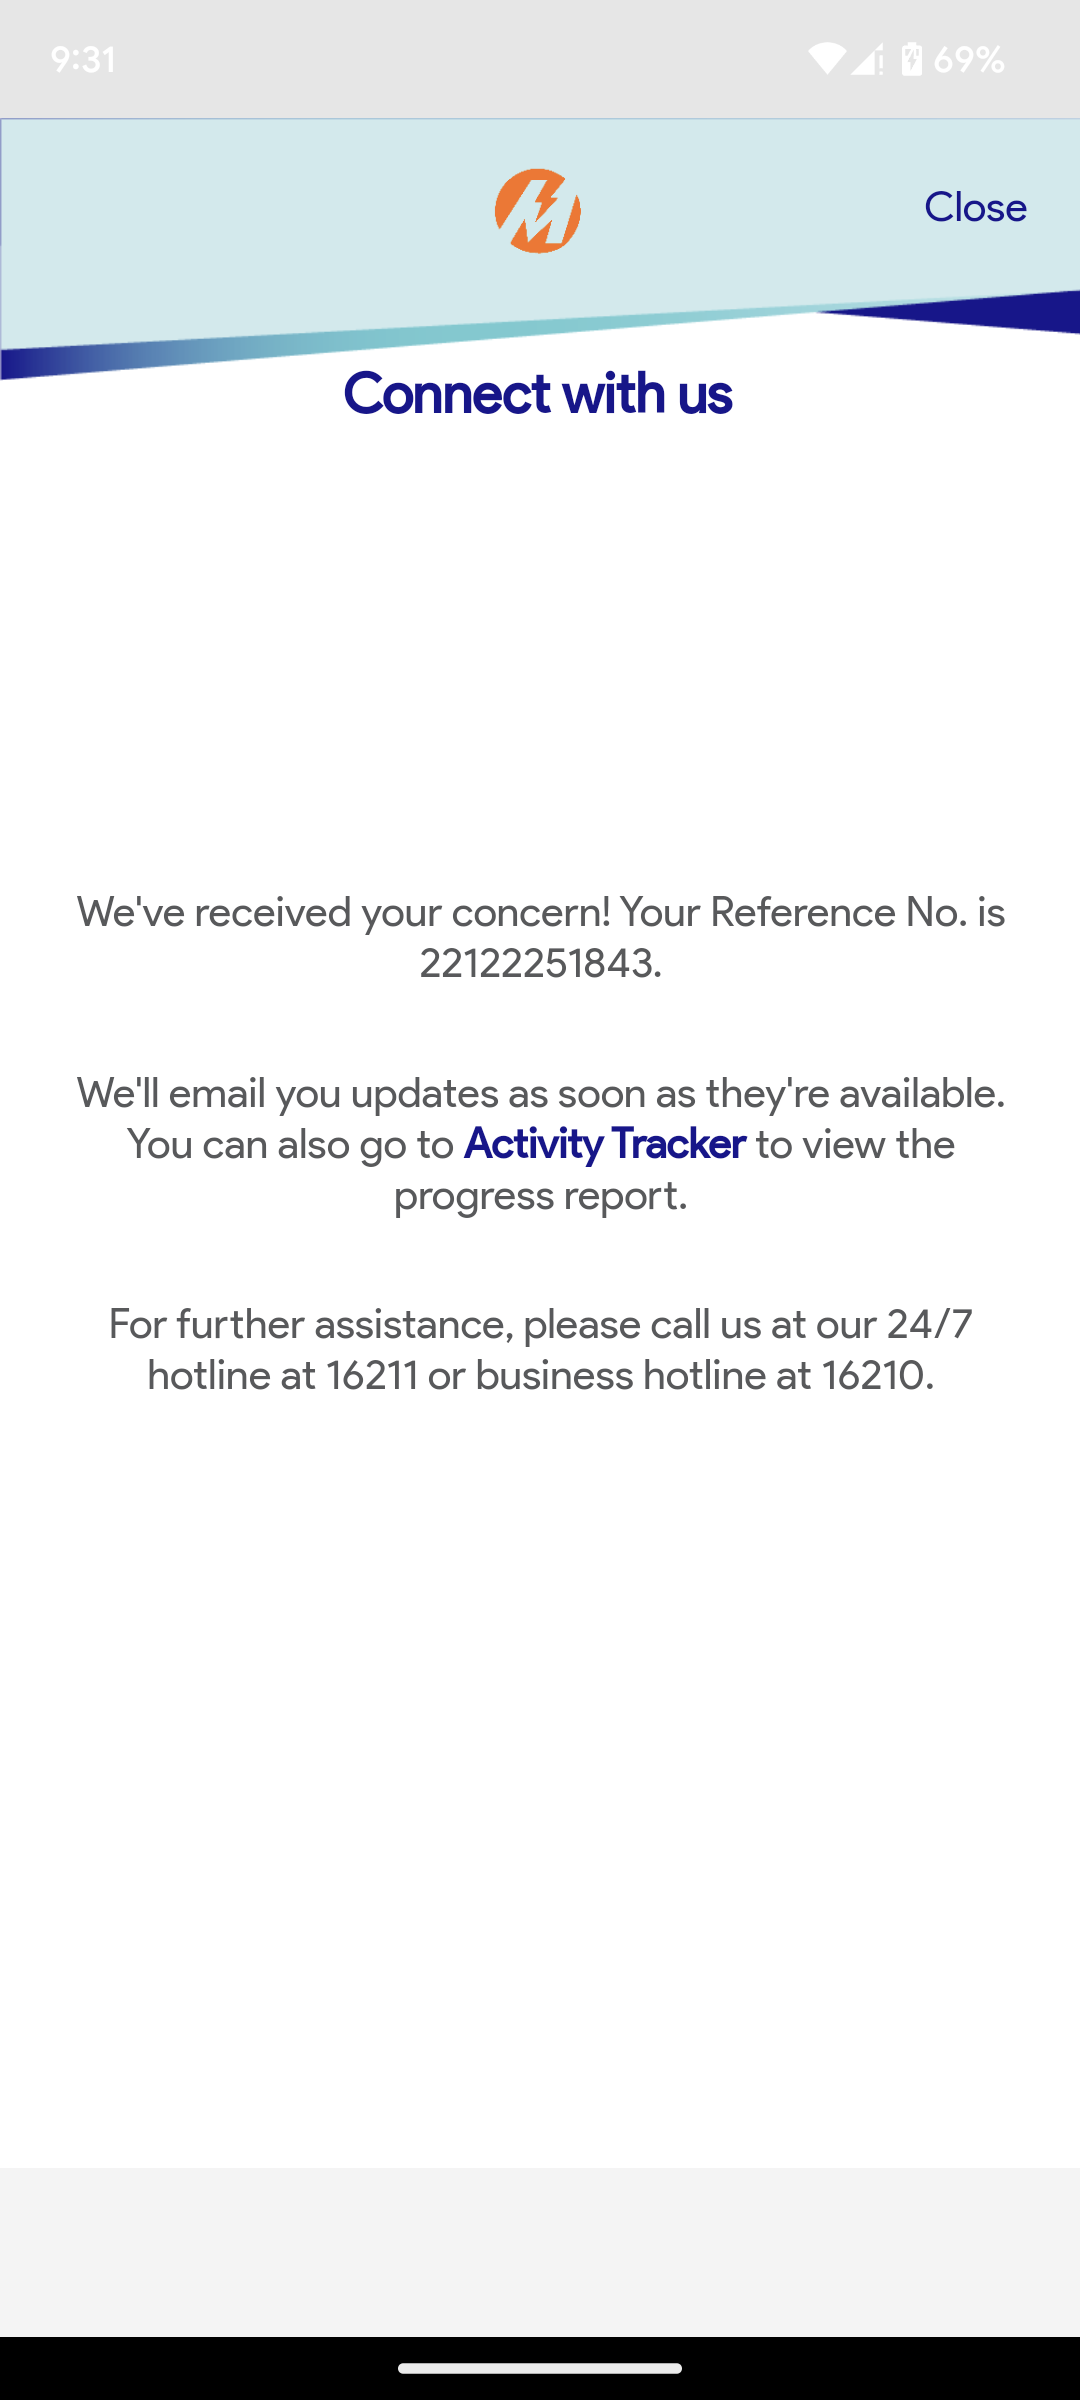 9:31
69%
Close
Connect with us
We've received your concern! Your Reference No. is
22122251843.
We'll email you updates as soon as they're available.
You can also go to Activity Tracker to view the
progress report.
For further assistance, please call us at our 24/7
hotline at 16211 or business hotline at 16210.